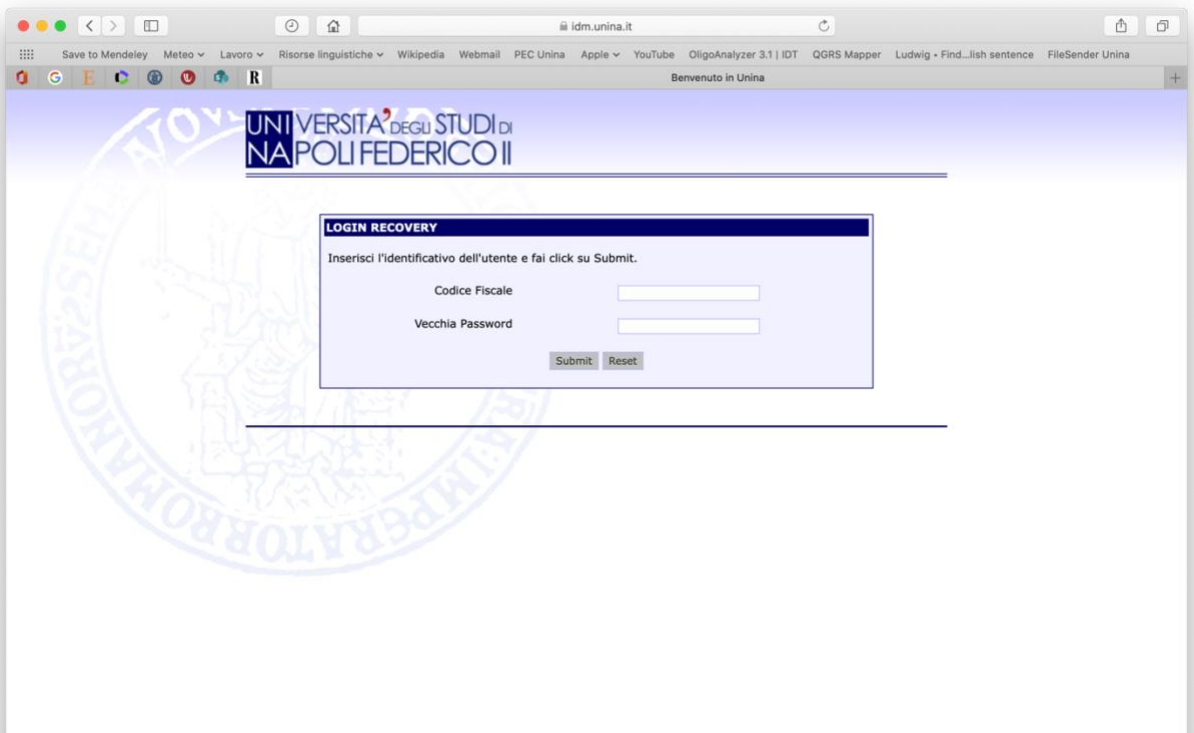 idm.unina.it
Save to Mendeley Meteo Lavoro Risorse linguistiche Wikipedia Webmail PEC Unina Apple YouTube OligoAnalyzer 3.1 | IDT QGRS Mapper Ludwig • Find...lish sentence FileSender Unina
G E R Benvenuto in Unina
UNIVERSITA' DEGLI STUDI DI
NAPOLI FEDERICO II
LOGIN RECOVERY
Inserisci l'identificativo dell'utente e fai click su Submit.
Codice Fiscale
Vecchia Password
Submit Reset